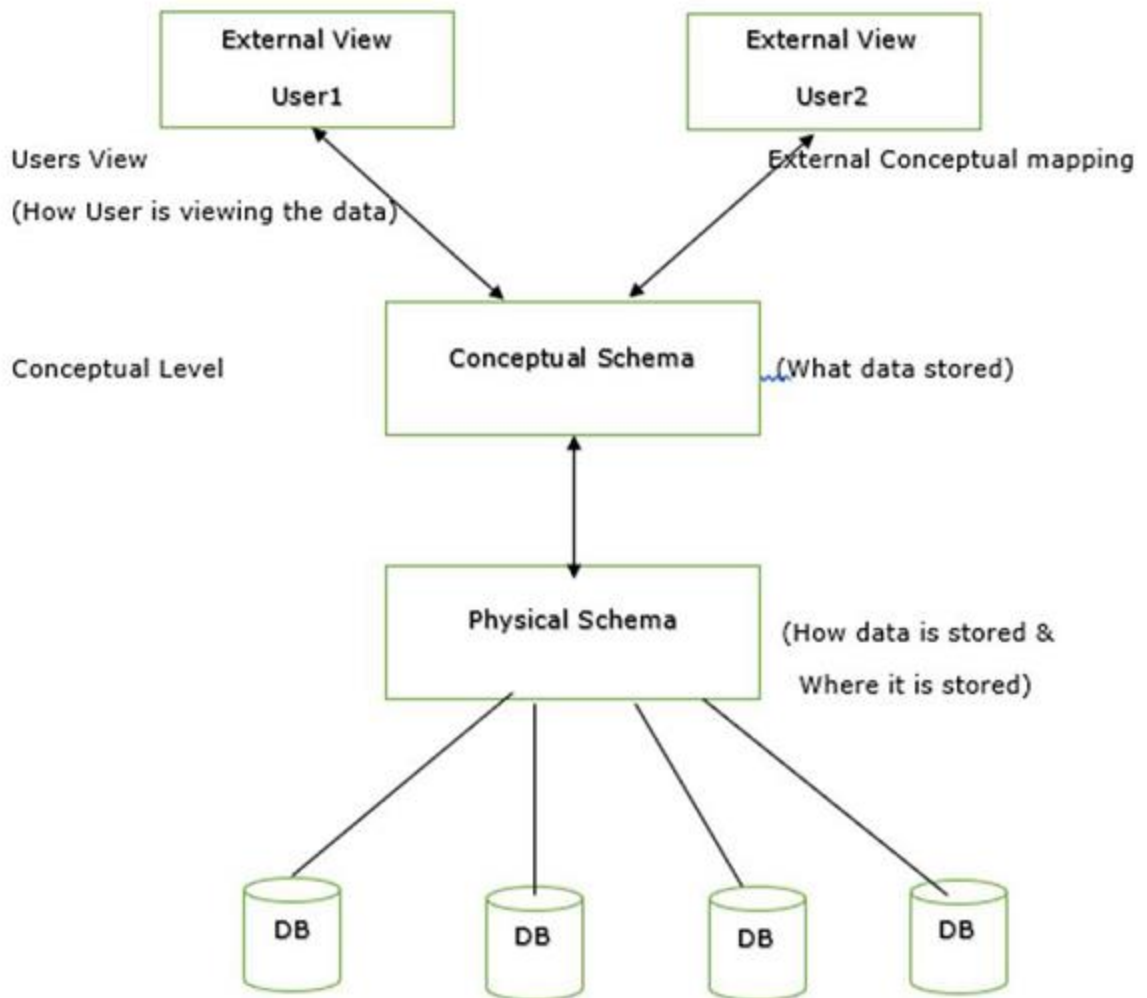 External View
User1
External View
User2
Users View
External Conceptual mapping
(How User is viewing the data)
Conceptual Schema
Conceptual Level
(What data stored)
Physical Schema
(How data is stored &
Where it is stored)
DB
DB
DB
DB